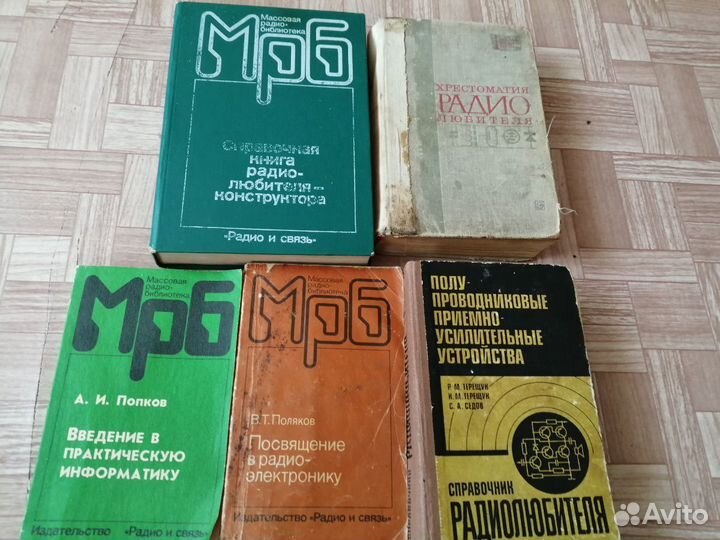 Массовая
радио-
библиотека
Мрб
Справочная
книга
радио-
любителя-
конструктора
"Радио и связь"
ХРЕСТОМАТИЯ
РАДИО
ЛЮБИТЕЛЯ
Массовая
радио-
библиотека
Мрб
А. И. Попков
Введение в
практическую
информатику
Издательство "Радио и связь"
Массовая
радио-
библиотека
Мрб
В.Т. Поляков
Посвящение
в радио-
электронику
Издательство "Радио и связь"
ПОЛУ-
ПРОВОДНИКОВЫЕ
ПРИЕМНО-
УСИЛИТЕЛЬНЫЕ
УСТРОЙСТВА
Р. М. ТЕРЕЩУК
К. М. ТЕРЕЩУК
С. А. СЕДОВ
СПРАВОЧНИК
РАДИОЛЮБИТЕЛЯ
Avito